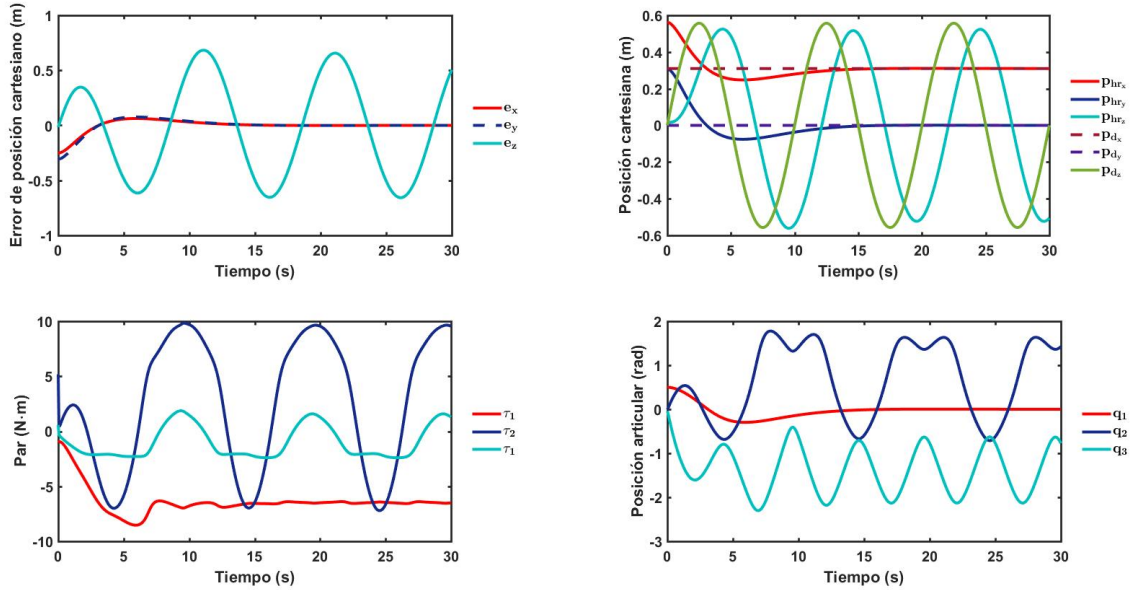 Error de posición cartesiano (m)
1
0.5
0
-0.5
-1
0 5 10 15 20 25 30
Tiempo (s)
e_x
e_y
e_z
Posición cartesiana (m)
0.6
0.4
0.2
0
-0.2
-0.4
-0.6
0 5 10 15 20 25 30
Tiempo (s)
p_hr_x
p_hr_y
p_hr_z
p_d_x
p_d_y
p_d_z
Par (N·m)
10
5
0
-5
-10
0 5 10 15 20 25 30
Tiempo (s)
τ_1
τ_2
τ_1
Posición articular (rad)
2
1
0
-1
-2
-3
0 5 10 15 20 25 30
Tiempo (s)
q_1
q_2
q_3